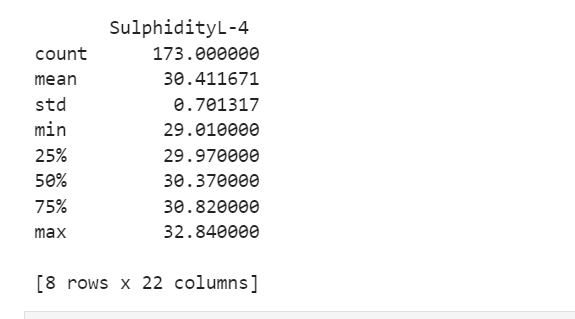 SulphidityL-4
count 173.000000
mean 30.411671
std 0.701317
min 29.010000
25% 29.970000
50% 30.370000
75% 30.820000
max 32.840000
[8 rows x 22 columns]